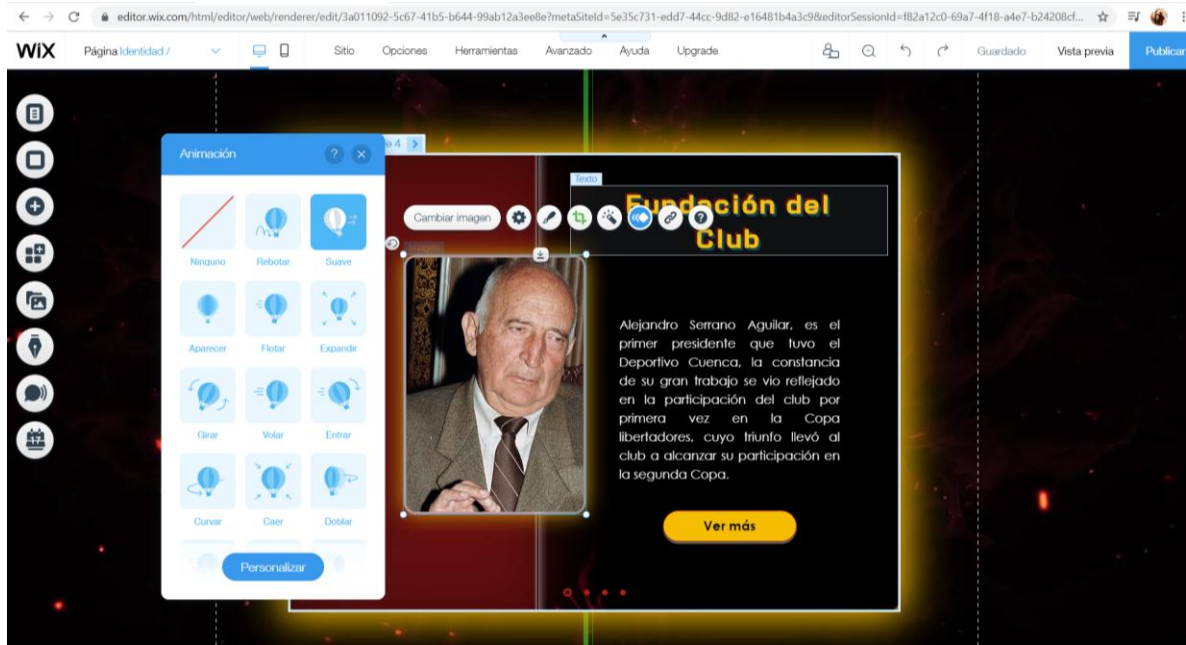 editor.wix.com/html/editor/web/renderer/edit/3a011092-5c67-41b5-b644-99ab12a3ee8e?metaSiteId=5e35c731-edd7-44cc-9d82-e16481b4a3c9&editorSessionId=f82a12c0-69a7-4f18-a4e7-b24208cf...
WiX Página Identidad / Sitio Opciones Herramientas Avanzado Ayuda Upgrade Guardado Vista previa Publicar
e 4
Animación ?
Texto
Fundación del
Club
Cambiar imagen ?
Ninguno Rebotar Suave
Aparecer Flotar Expandir
Girar Volar Entrar
Curvar Caer Doblar
Personalizar
17
Alejandro Serrano Aguilar, es el
primer presidente que tuvo el
Deportivo Cuenca, la constancia
de su gran trabajo se vio reflejado
en la participación del club por
primera vez en la Copa
libertadores, cuyo triunfo llevó al
club a alcanzar su participación en
la segunda Copa.
Ver más